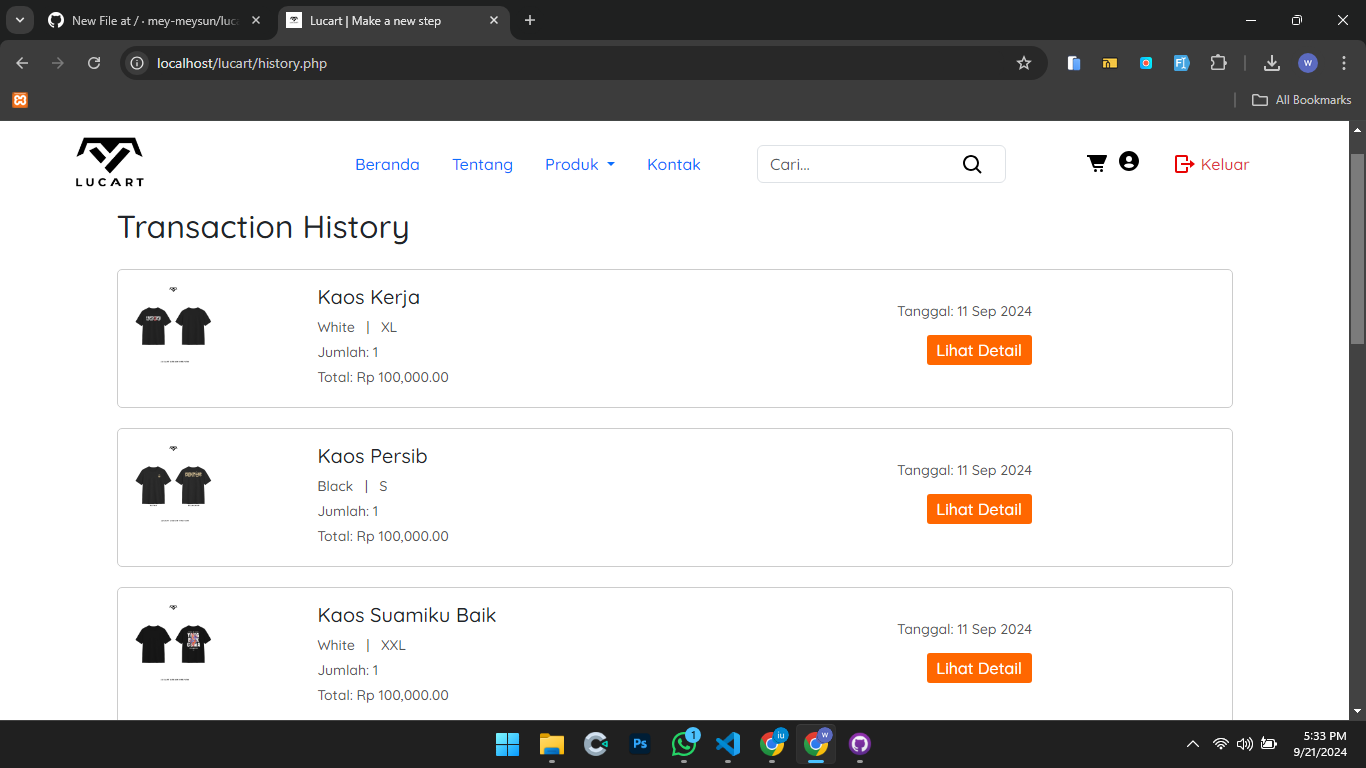 New File at / · mey-meysun/luc
Lucart | Make a new step
localhost/lucart/history.php
W
All Bookmarks
LUCART
Beranda
Tentang
Produk
Kontak
Cari...
Keluar
Transaction History
Kaos Kerja
White | XL
Jumlah: 1
Total: Rp 100,000.00
Tanggal: 11 Sep 2024
Lihat Detail
Kaos Persib
Black | S
Jumlah: 1
Total: Rp 100,000.00
Tanggal: 11 Sep 2024
Lihat Detail
Kaos Suamiku Baik
White | XXL
Jumlah: 1
Total: Rp 100,000.00
Tanggal: 11 Sep 2024
Lihat Detail
Ps
1
iu
W
5:33 PM
9/21/2024